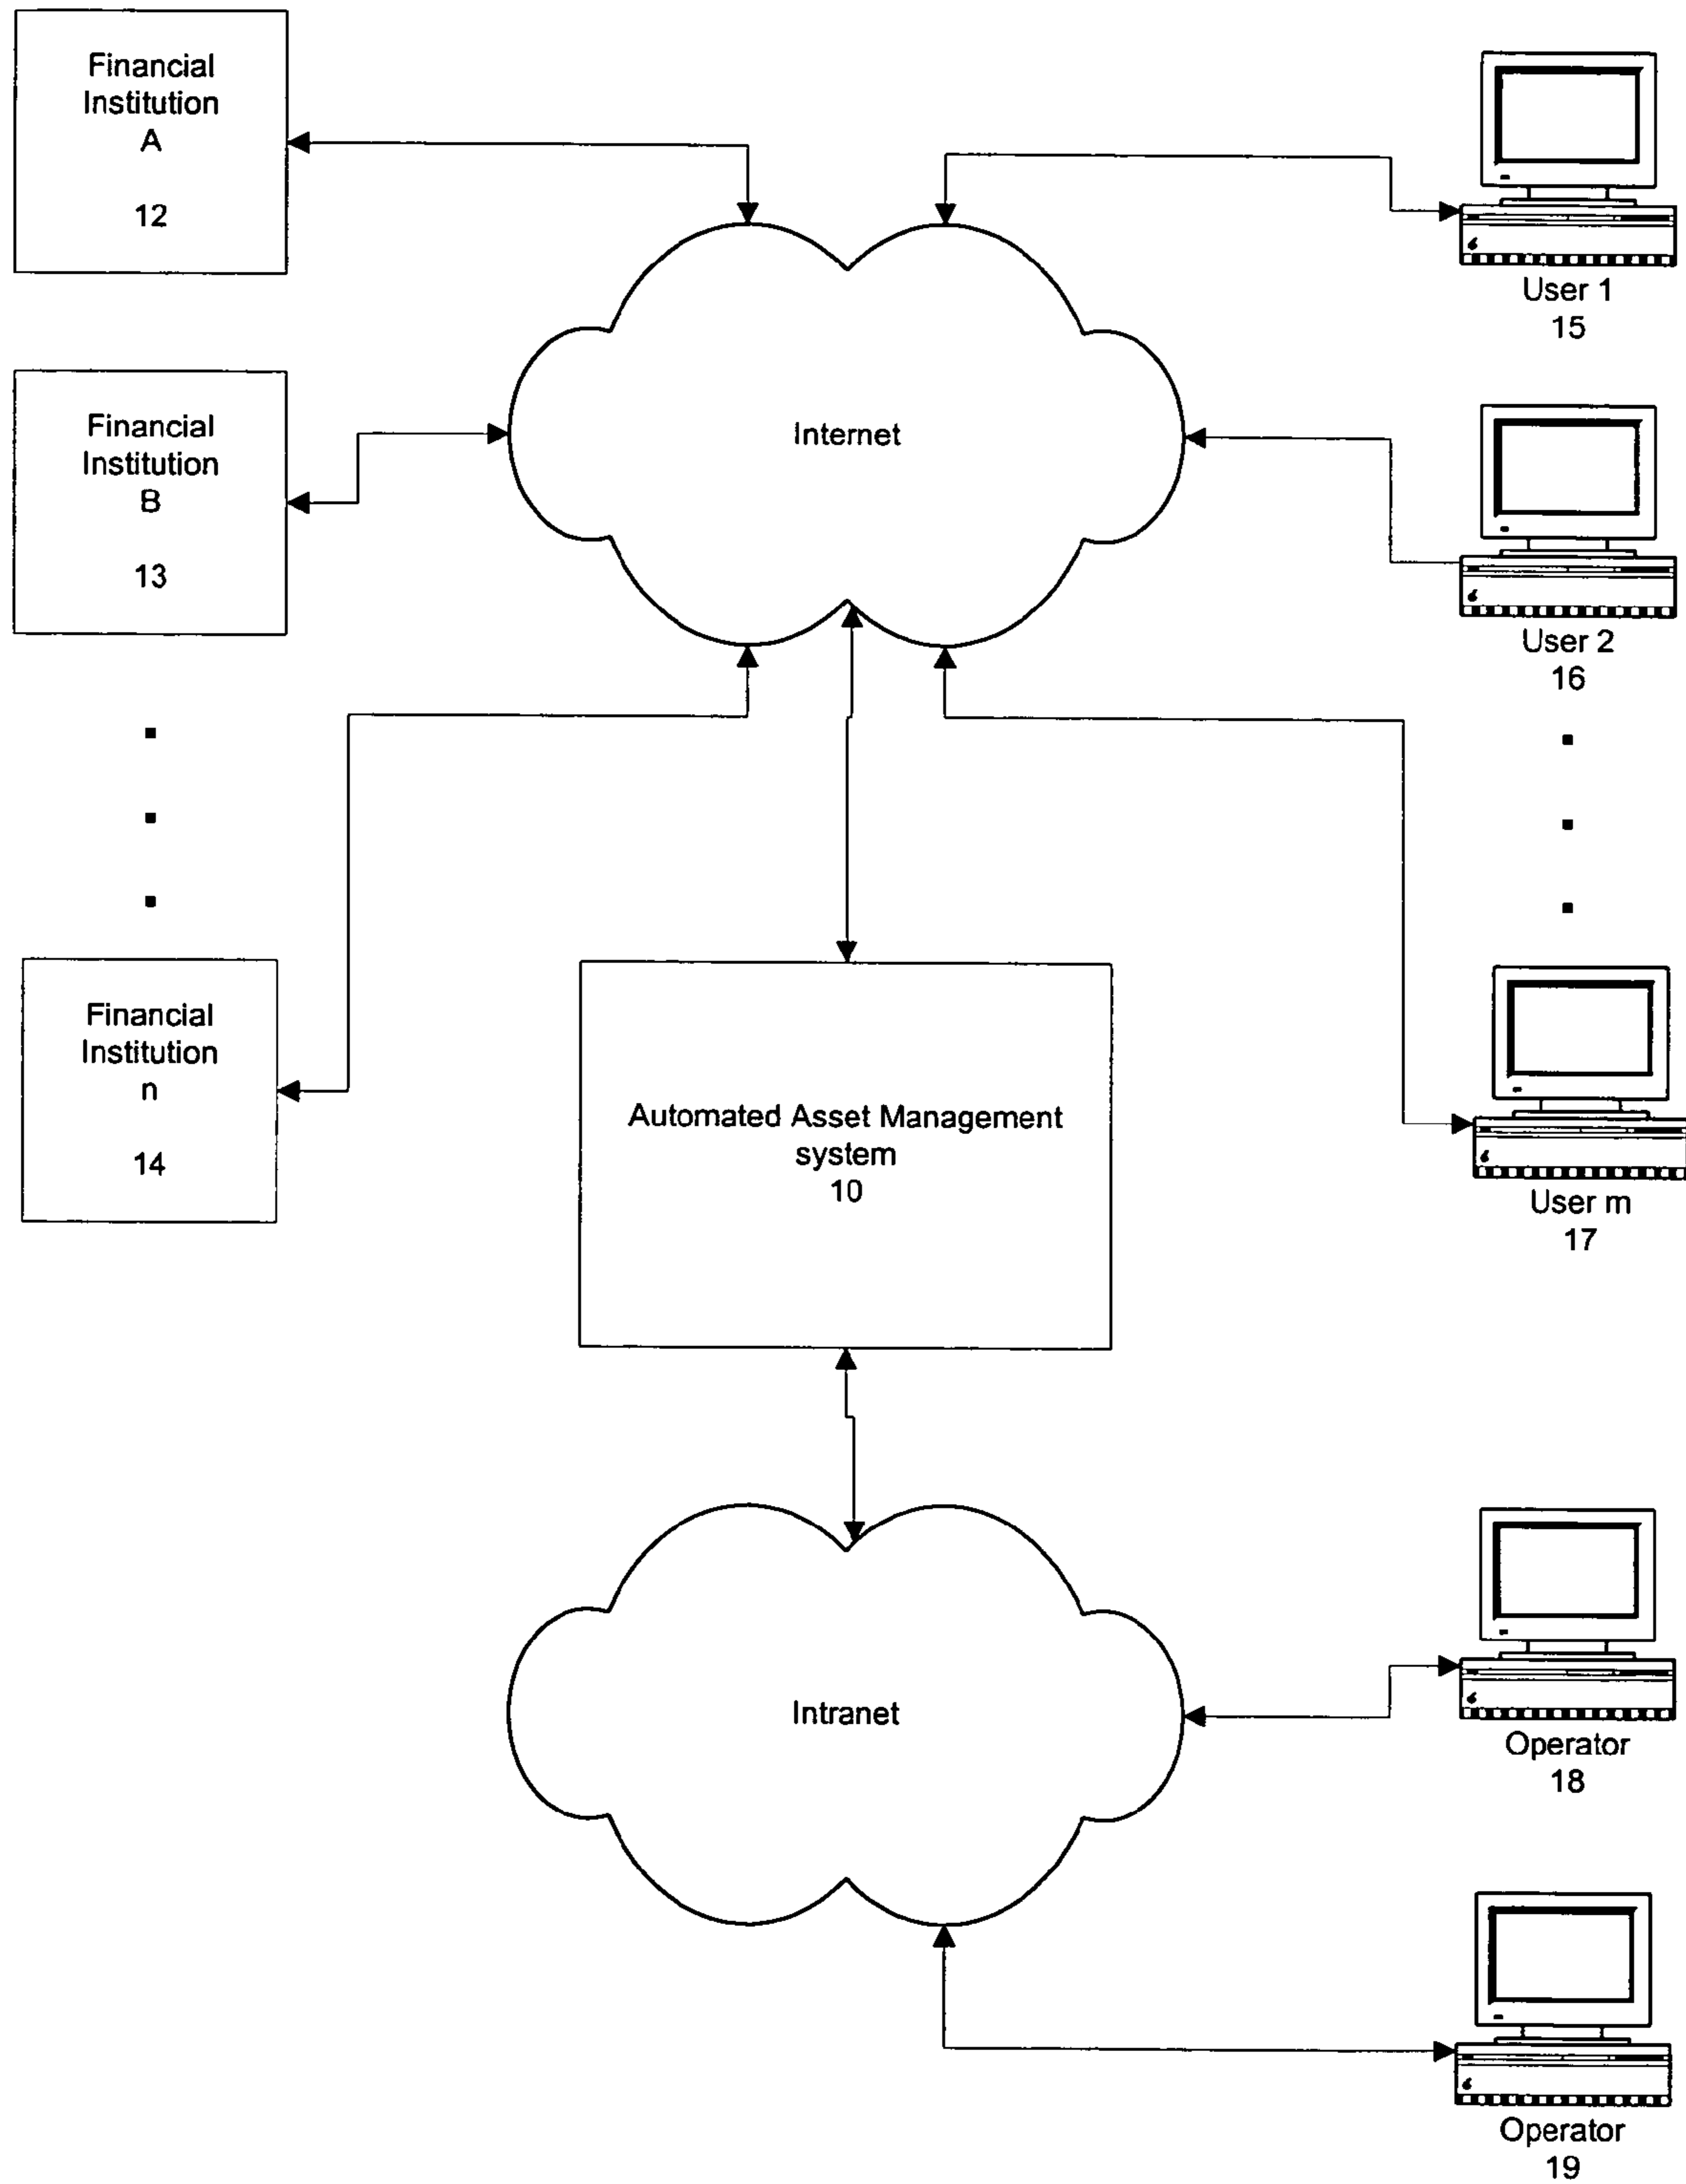 Financial
Institution
A
12
User 1
15
Financial
Institution
B
13
Internet
User 2
16
Financial
Institution
n
14
Automated Asset Management
system
10
User m
17
Intranet
Operator
18
Operator
19